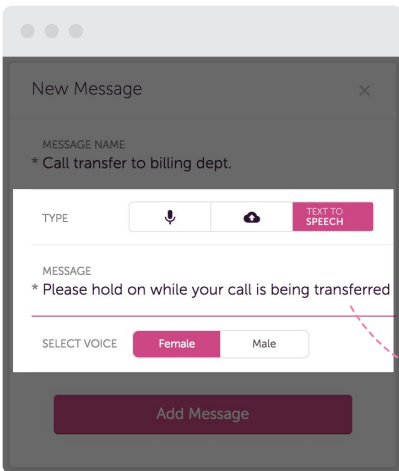 New Message ×
MESSAGE NAME
* Call transfer to billing dept.
TYPE
TEXT TO
SPEECH
MESSAGE
* Please hold on while your call is being transferred
SELECT VOICE Female Male
Add Message